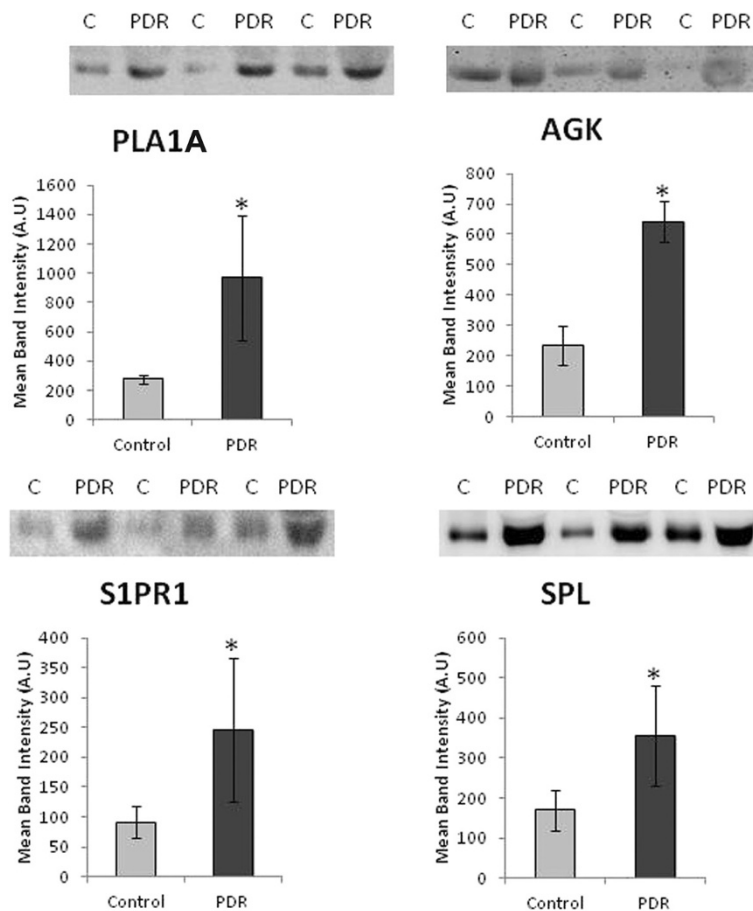 C PDR C PDR C PDR
PLA1A
*
Mean Band Intensity (A.U)
1600
1400
1200
1000
800
600
400
200
0
Control PDR
C PDR C PDR C PDR
AGK
*
Mean Band Intesnsity (A.U)
800
700
600
500
400
300
200
100
0
Control PDR
C PDR C PDR C PDR
S1PR1
*
Mean Band Intensity (A.U)
400
350
300
250
200
150
100
50
0
Control PDR
C PDR C PDR C PDR
SPL
*
Mean Band Intensity (A.U)
600
500
400
300
200
100
0
Control PDR